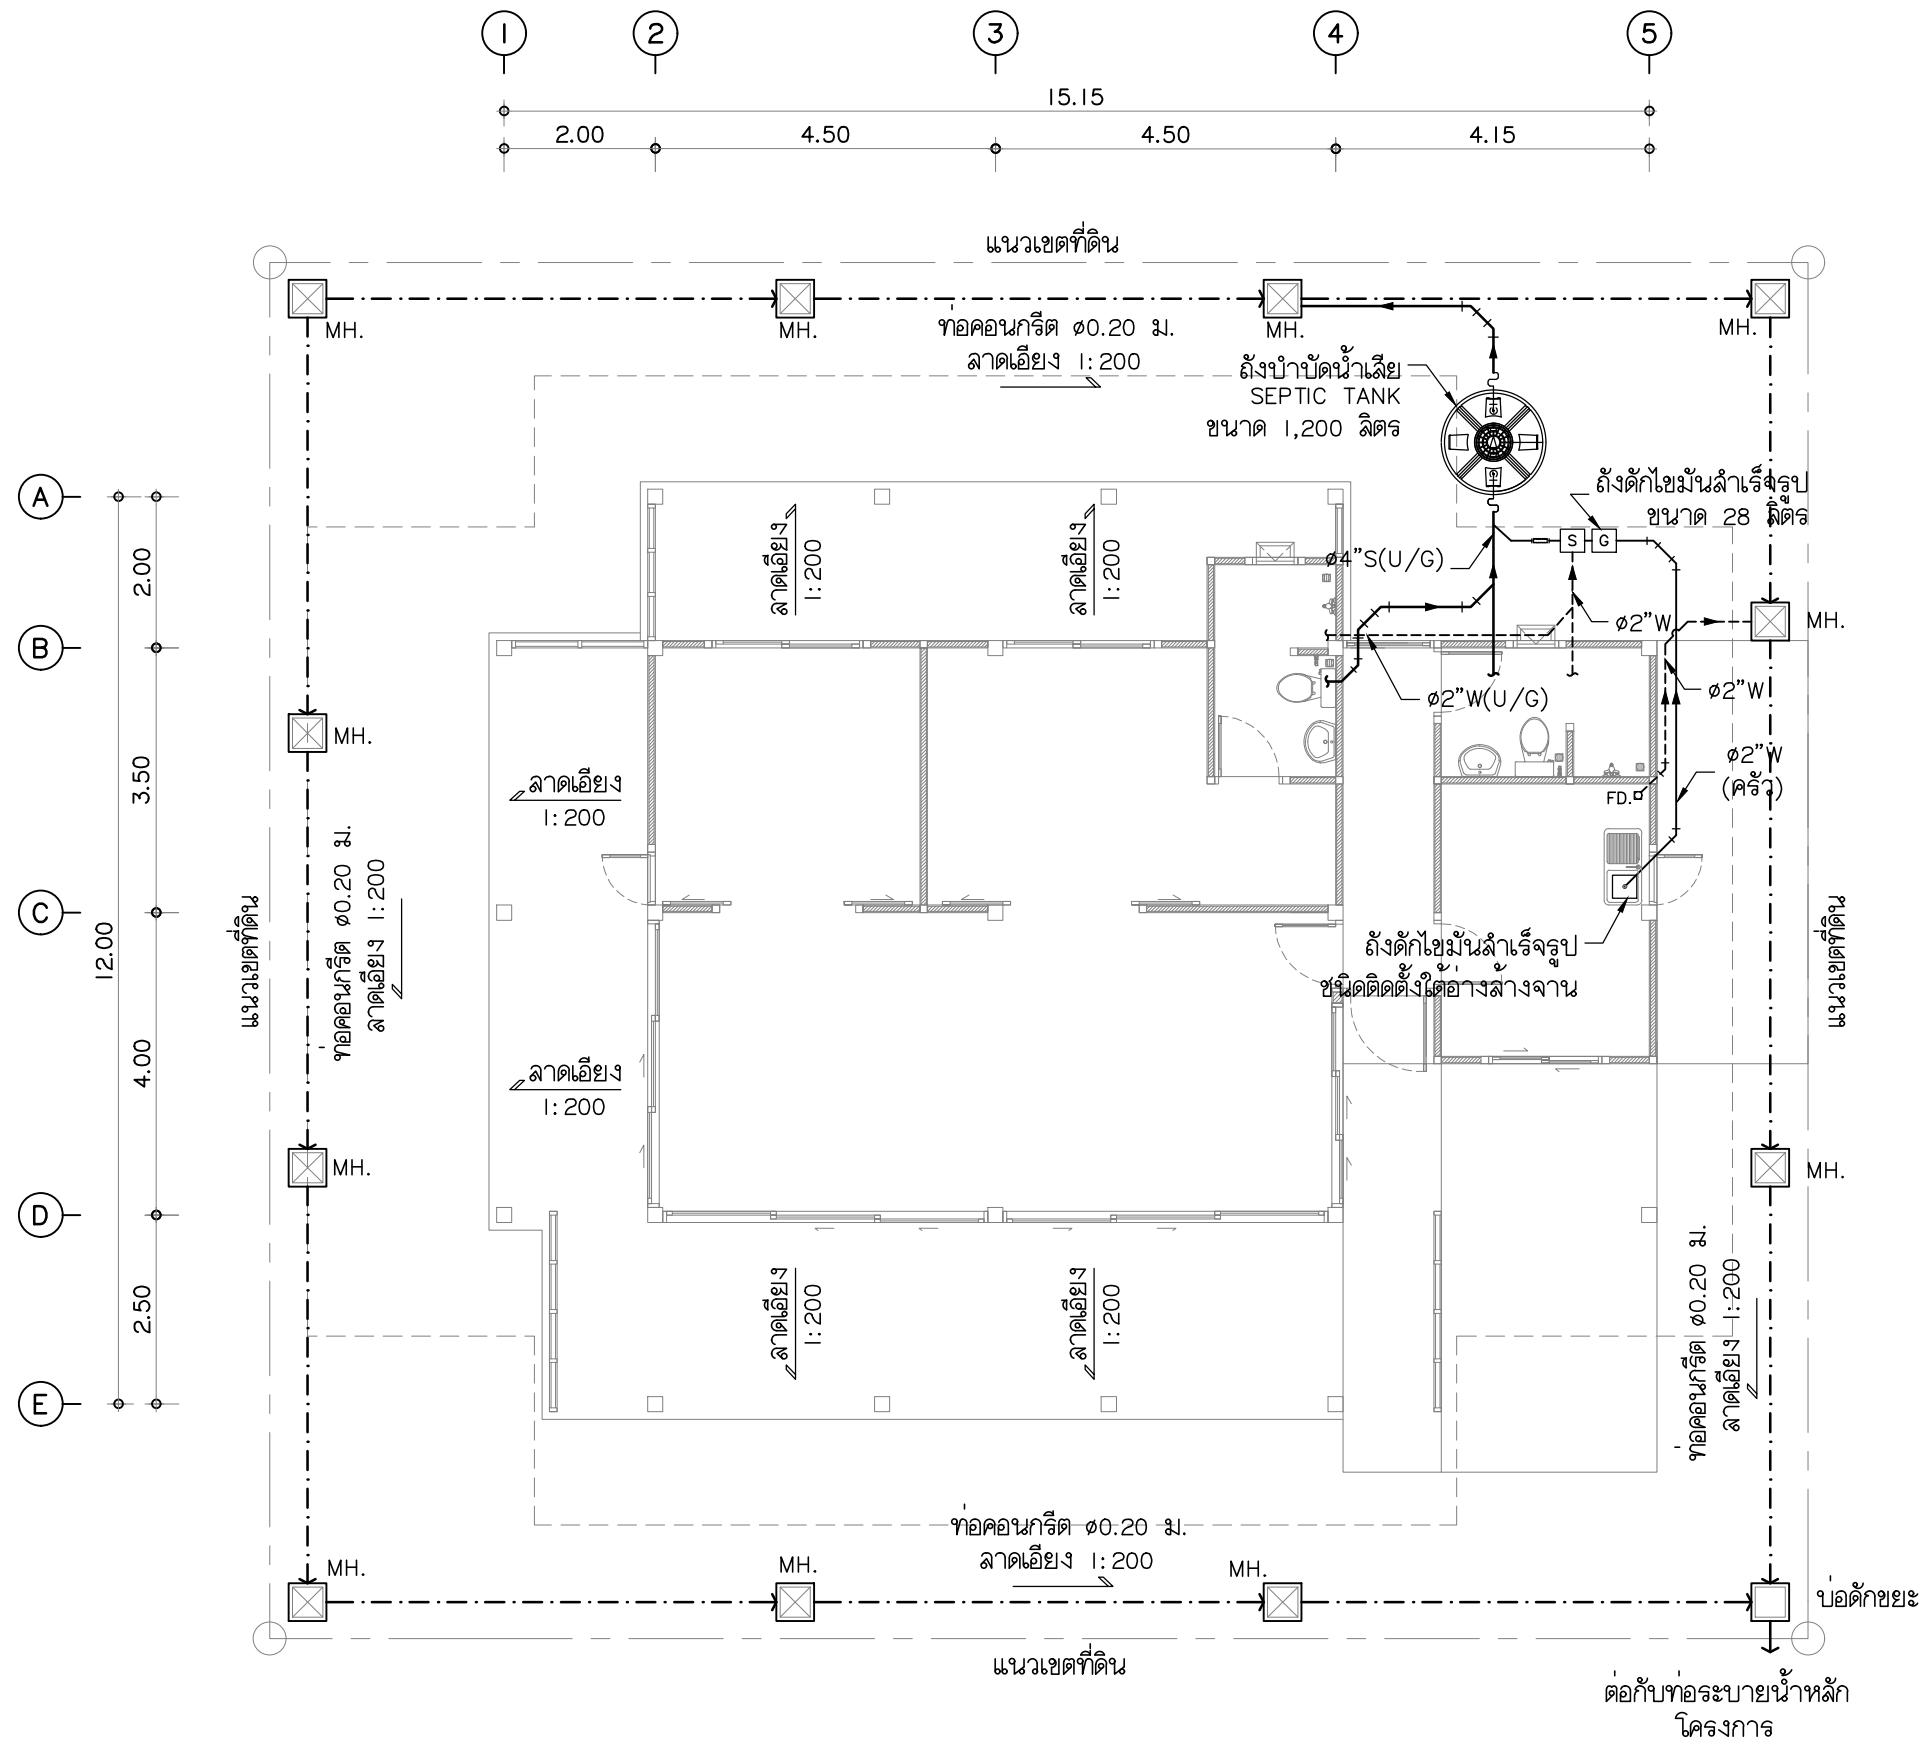 1
2
3
4
5
15.15
2.00
4.50
4.50
4.15
แนวเขตที่ดิน
MH.
MH.
MH.
MH.
ท่อคอนกรีต ø0.20 ม.
ลาดเอียง 1:200
ถังบำบัดน้ำเสีย
SEPTIC TANK
ขนาด 1,200 ลิตร
ถังดักไขมันสำเร็จรูป
ขนาด 28 ลิตร
S
G
ø4"S(U/G)
ø2"W
MH.
ø2"W(U/G)
ø2"W
ø2"W
(ครัว)
FD.
A
B
C
D
E
2.00
3.50
4.00
2.50
12.00
ลาดเอียง
1:200
ลาดเอียง
1:200
MH.
ลาดเอียง
1:200
ท่อคอนกรีต ø0.20 ม.
ลาดเอียง 1:200
แนวเขตที่ดิน
แนวเขตที่ดิน
ถังดักไขมันสำเร็จรูป
ชนิดติดตั้งใต้อ่างล้างจาน
ลาดเอียง
1:200
MH.
MH.
ลาดเอียง
1:200
ลาดเอียง
1:200
ท่อคอนกรีต ø0.20 ม.
ลาดเอียง 1:200
ท่อคอนกรีต ø0.20 ม.
ลาดเอียง 1:200
MH.
MH.
MH.
บ่อดักขยะ
แนวเขตที่ดิน
ต่อกับท่อระบายน้ำหลัก
โครงการ